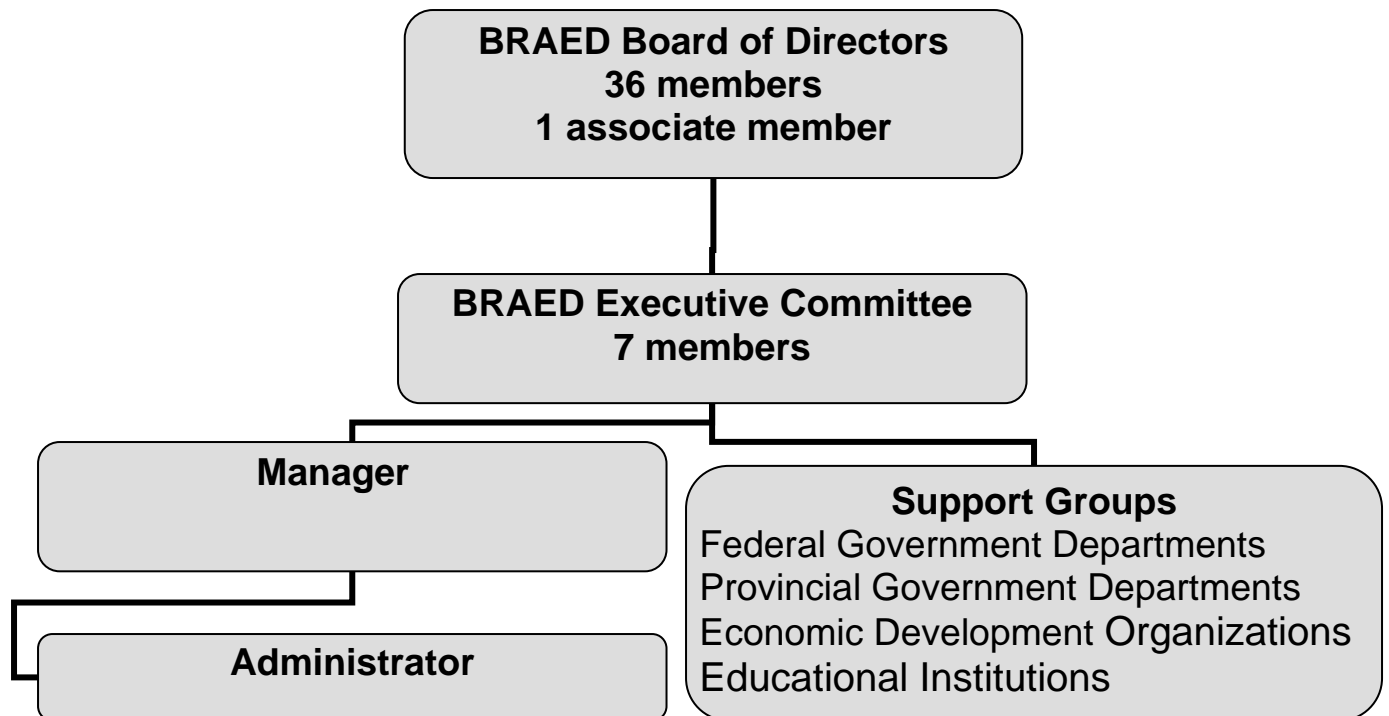 BRAED Board of Directors
36 members
1 associate member
BRAED Executive Committee
7 members
Manager
Support Groups
Federal Government Departments
Provincial Government Departments
Economic Development Organizations
Educational Institutions
Administrator